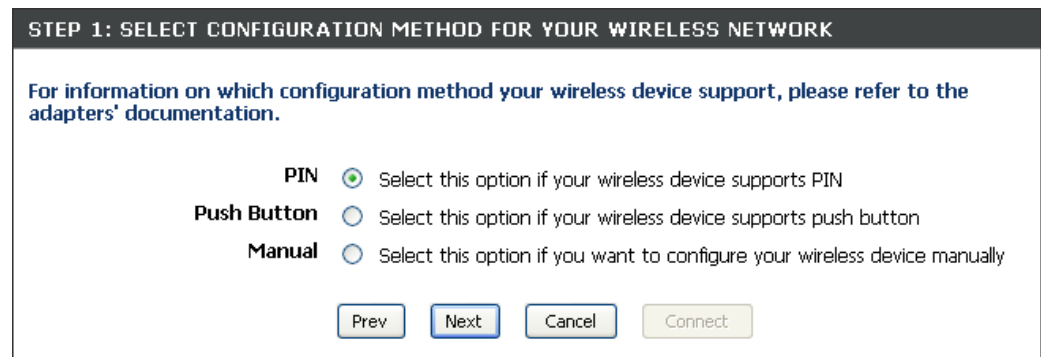 STEP 1: SELECT CONFIGURATION METHOD FOR YOUR WIRELESS NETWORK
For information on which configuration method your wireless device support, please refer to the
adapters' documentation.
PIN Select this option if your wireless device supports PIN
Push Button Select this option if your wireless device supports push button
Manual Select this option if you want to configure your wireless device manually
Prev Next Cancel Connect